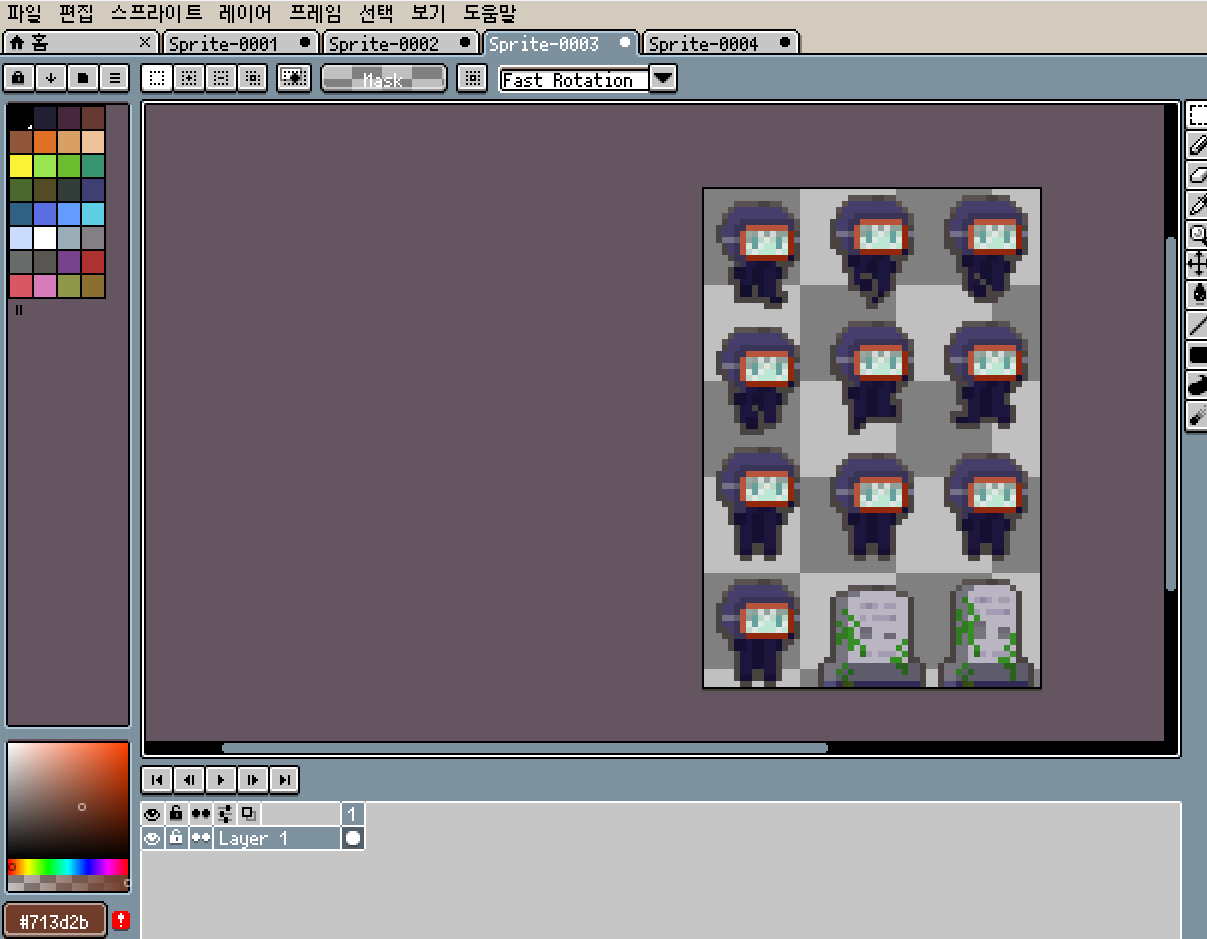 파일 편집 스프라이트 레이어 프레임 선택 보기 도움말
홈 Sprite-0001 Sprite-0002 Sprite-0003 Sprite-0004
Mask Fast Rotation
1
Layer 1
#713d2b